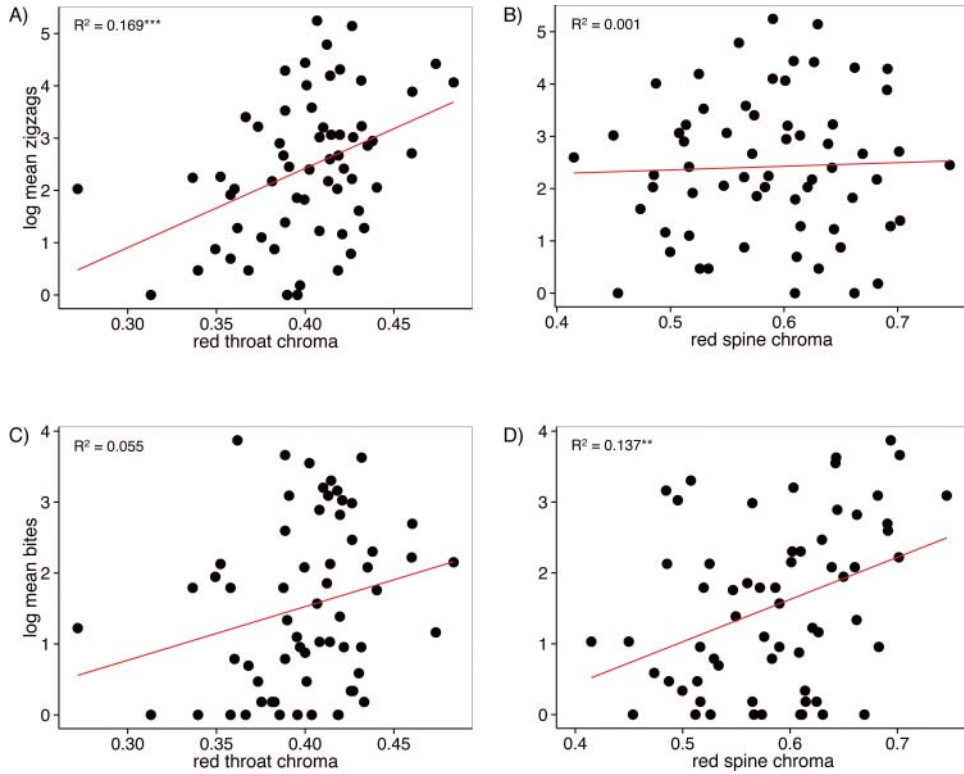 A)
R² = 0.169***
5
4
3
2
1
0
log mean zigzags
0.30 0.35 0.40 0.45
red throat chroma
B)
R² = 0.001
5
4
3
2
1
0
0.4 0.5 0.6 0.7
red spine chroma
C)
R² = 0.055
4
3
2
1
0
log mean bites
0.30 0.35 0.40 0.45
red throat chroma
D)
R² = 0.137**
4
3
2
1
0
0.4 0.5 0.6 0.7
red spine chroma